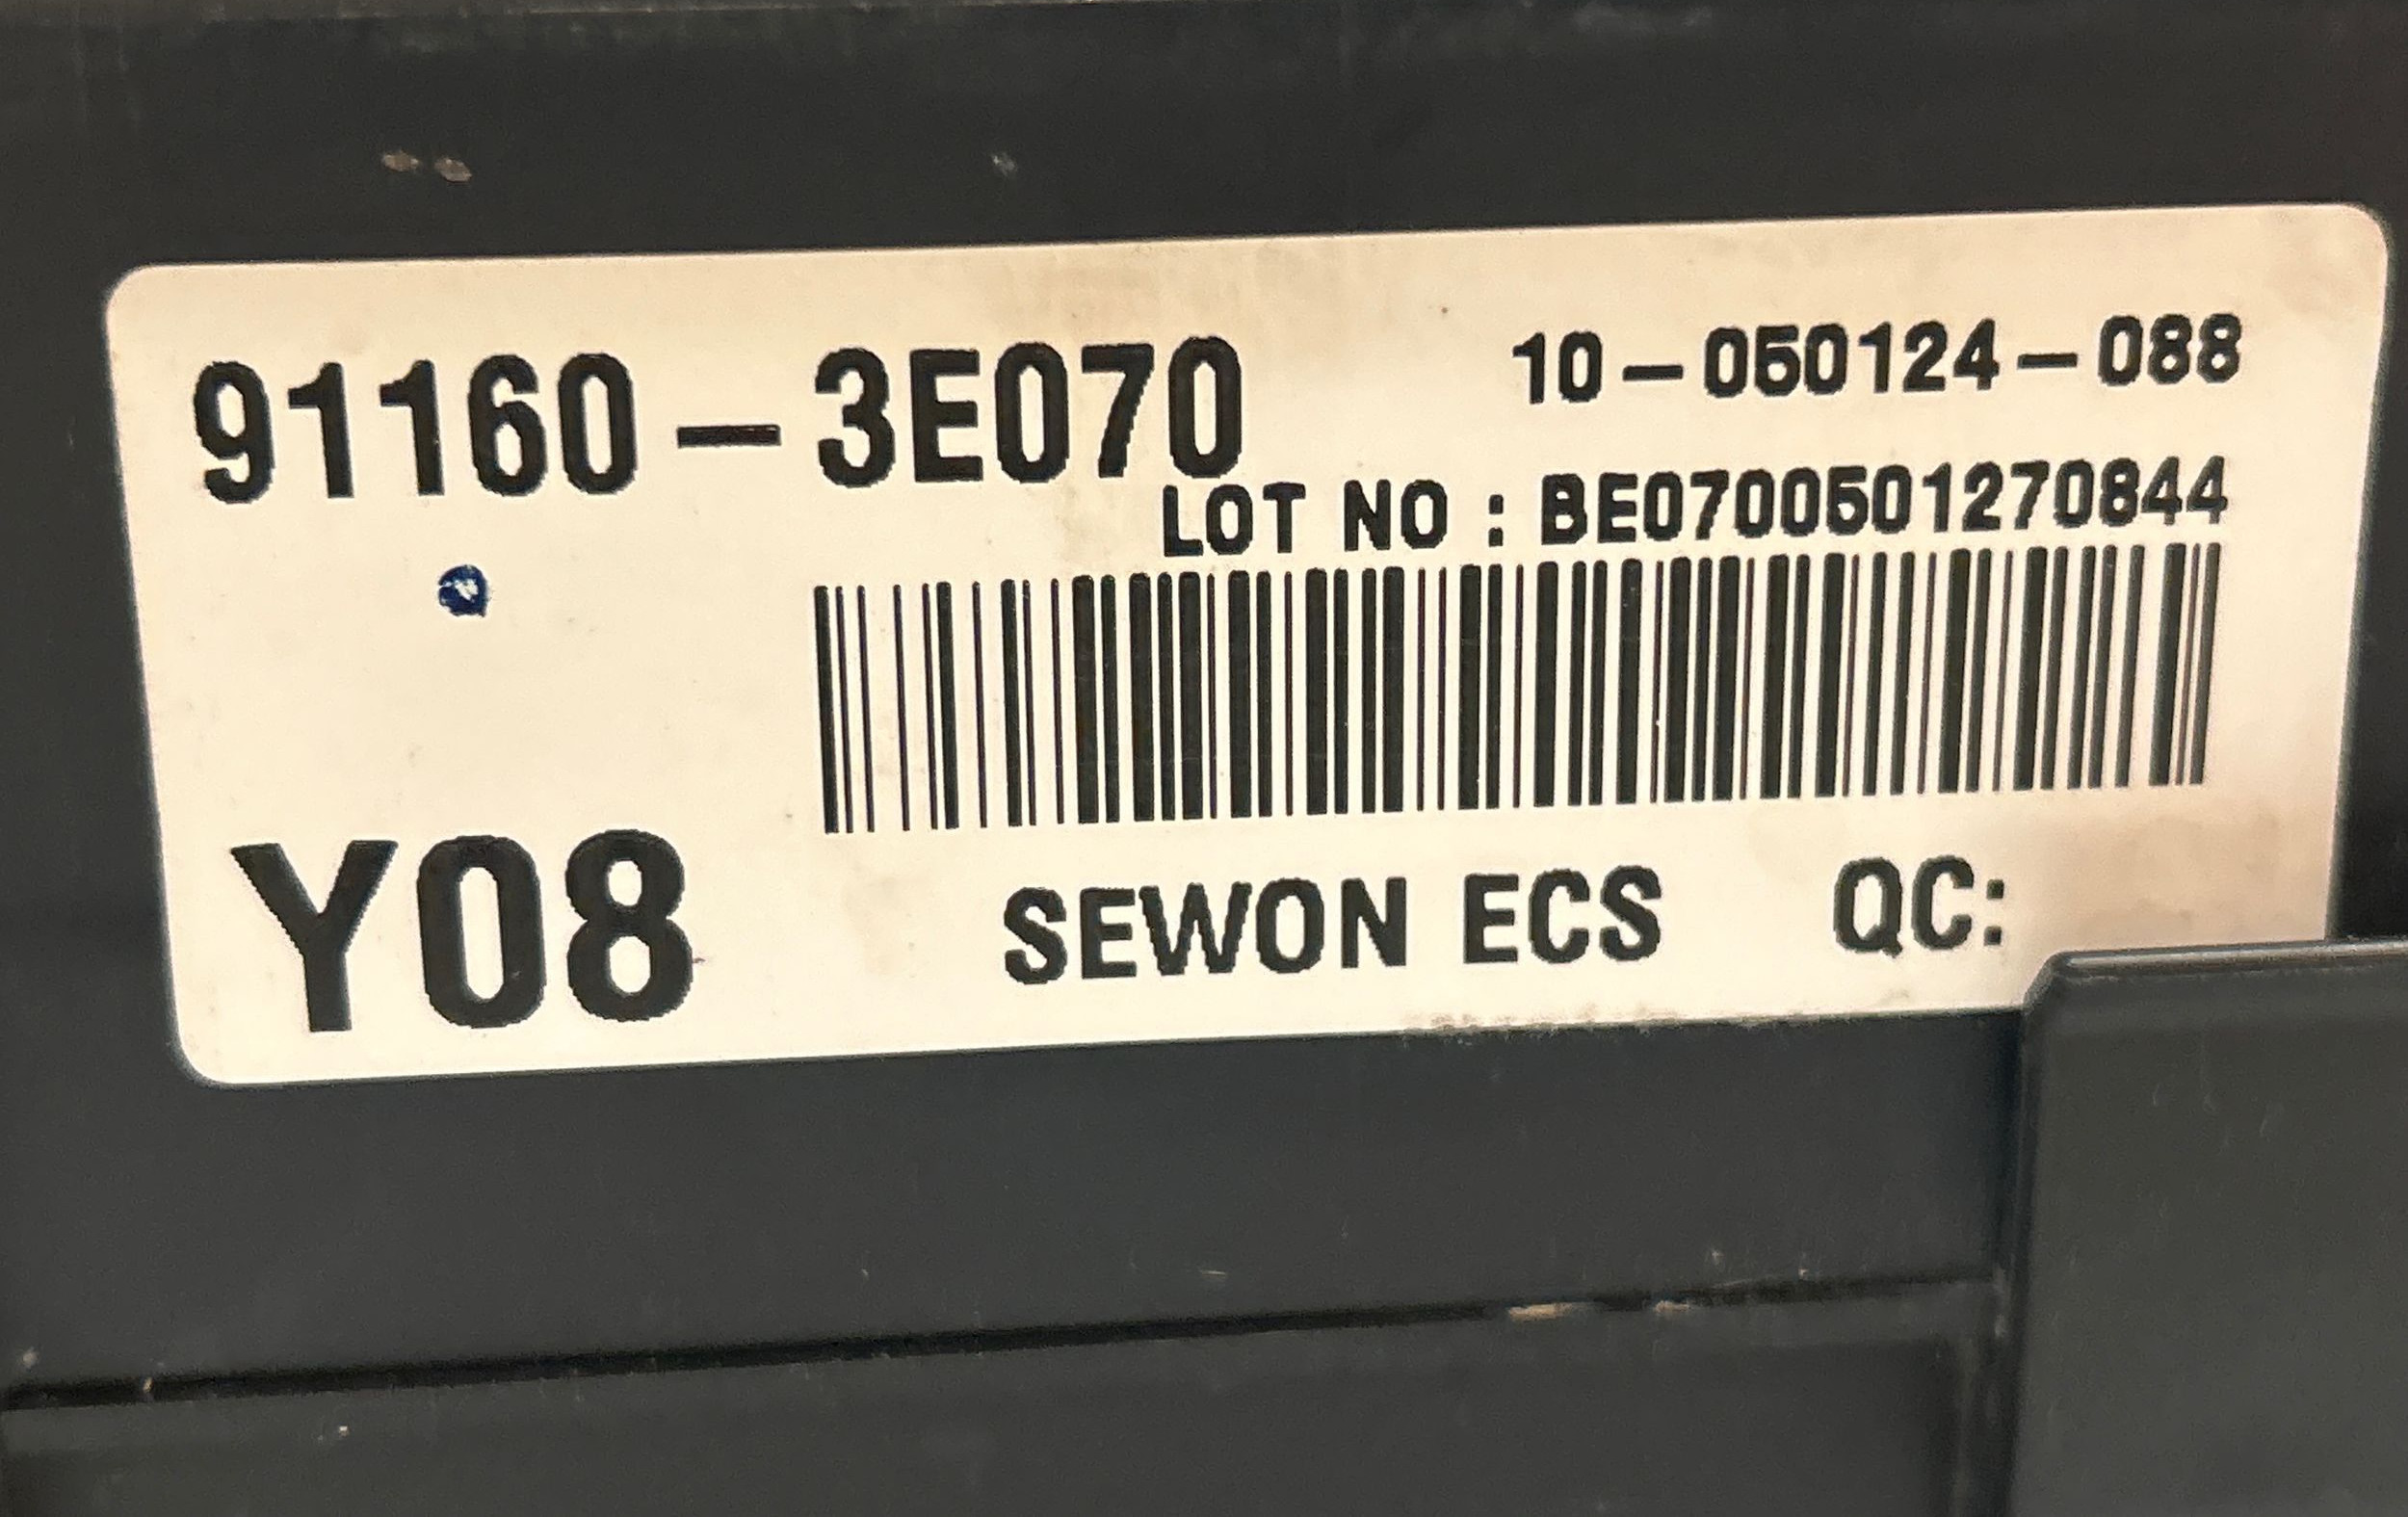 91160-3E070
10-050124-088
LOT NO : BE0700501270844
Y08
SEWON ECS
QC: